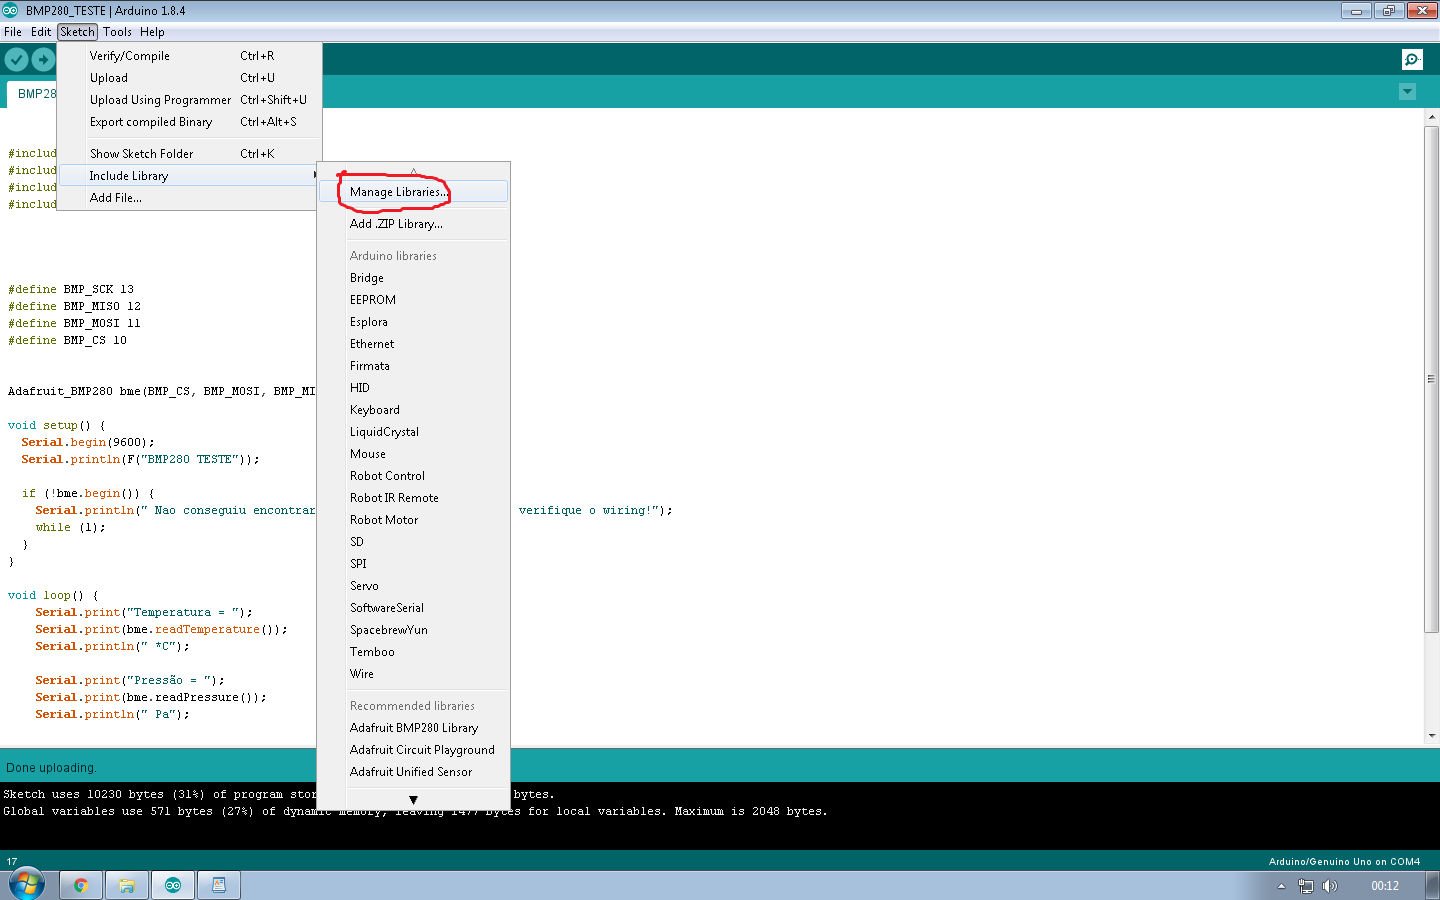 BMP280_TESTE | Arduino 1.8.4
File Edit Sketch Tools Help
Verify/Compile Ctrl+R
Upload Ctrl+U
Upload Using Programmer Ctrl+Shift+U
Export compiled Binary Ctrl+Alt+S
Show Sketch Folder Ctrl+K
Include Library
Add File...
BMP28
Manage Libraries...
Add .ZIP Library...
Arduino libraries
Bridge
EEPROM
Esplora
Ethernet
Firmata
HID
Keyboard
LiquidCrystal
Mouse
Robot Control
Robot IR Remote
Robot Motor
SD
SPI
Servo
SoftwareSerial
SpacebrewYun
Temboo
Wire
Recommended libraries
Adafruit BMP280 Library
Adafruit Circuit Playground
Adafruit Unified Sensor
#includ
#includ
#includ
#includ
#define BMP_SCK 13
#define BMP_MISO 12
#define BMP_MOSI 11
#define BMP_CS 10
Adafruit_BMP280 bme(BMP_CS, BMP_MOSI, BMP_MI
void setup() {
Serial.begin(9600);
Serial.println(F("BMP280 TESTE"));
if (!bme.begin()) {
Serial.println(" Nao conseguiu encontrar verifique o wiring!");
while (1);
}
}
void loop() {
Serial.print("Temperatura = ");
Serial.print(bme.readTemperature());
Serial.println(" *C");
Serial.print("Pressão = ");
Serial.print(bme.readPressure());
Serial.println(" Pa");
Done uploading.
Sketch uses 10230 bytes (31%) of program stor bytes.
Global variables use 571 bytes (27%) of dynamic memory, leaving 1477 bytes for local variables. Maximum is 2048 bytes.
17 Arduino/Genuino Uno on COM4
00:12